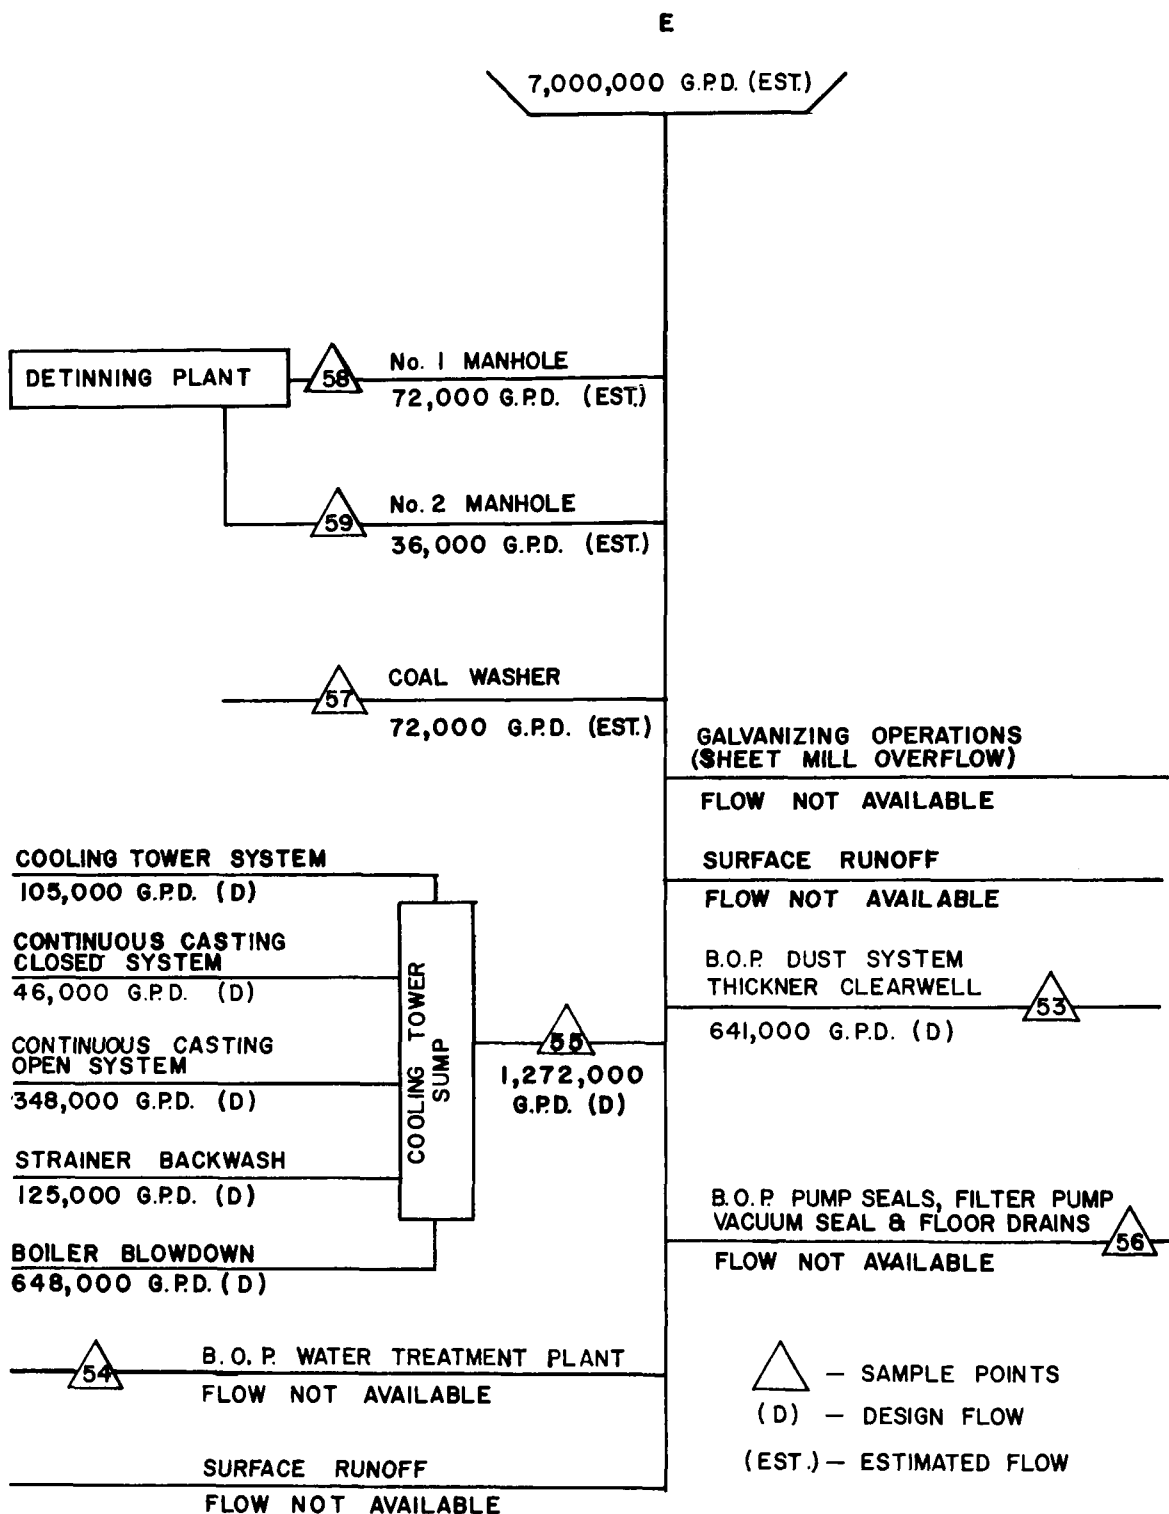 E
7,000,000 G.P.D. (EST.)
DETINNING PLANT
58
No. 1 MANHOLE
72,000 G.P.D. (EST.)
59
No. 2 MANHOLE
36,000 G.P.D. (EST.)
57
COAL WASHER
72,000 G.P.D. (EST.)
GALVANIZING OPERATIONS
(SHEET MILL OVERFLOW)
FLOW NOT AVAILABLE
COOLING TOWER SYSTEM
105,000 G.P.D. (D)
SURFACE RUNOFF
FLOW NOT AVAILABLE
CONTINUOUS CASTING
CLOSED SYSTEM
46,000 G.P.D. (D)
B.O.P. DUST SYSTEM
THICKNER CLEARWELL
53
641,000 G.P.D. (D)
CONTINUOUS CASTING
OPEN SYSTEM
348,000 G.P.D. (D)
COOLING TOWER
SUMP
55
1,272,000
G.P.D. (D)
STRAINER BACKWASH
125,000 G.P.D. (D)
B.O.P. PUMP SEALS, FILTER PUMP
VACUUM SEAL & FLOOR DRAINS
56
FLOW NOT AVAILABLE
BOILER BLOWDOWN
648,000 G.P.D. (D)
54
B.O.P. WATER TREATMENT PLANT
FLOW NOT AVAILABLE
SURFACE RUNOFF
FLOW NOT AVAILABLE
— SAMPLE POINTS
(D) — DESIGN FLOW
(EST.) — ESTIMATED FLOW